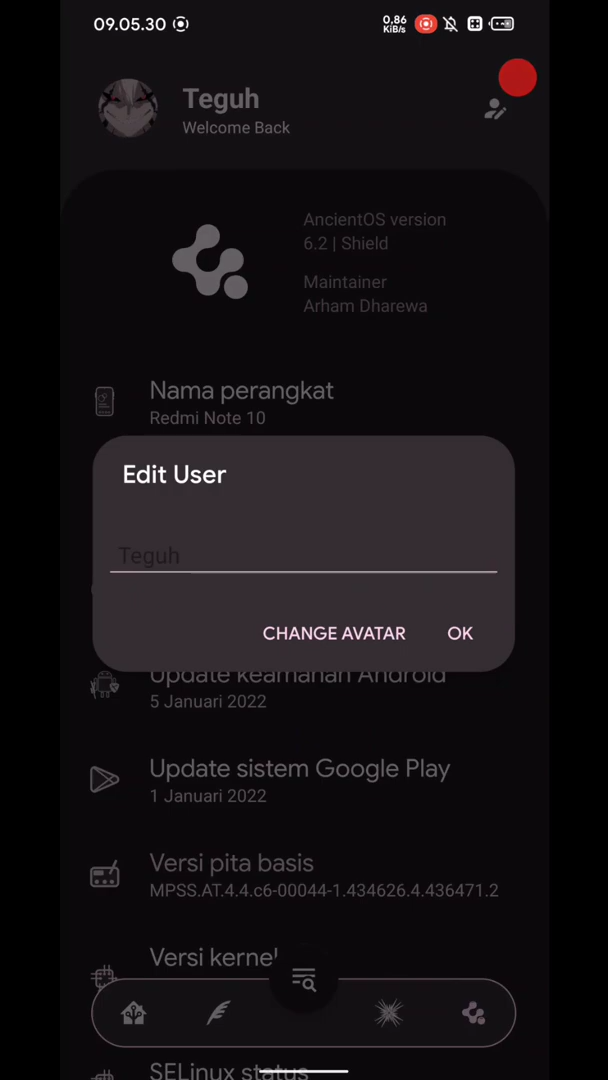 09.05.30
0,86
KiB/s
Teguh
Welcome Back
AncientOS version
6.2 | Shield
Maintainer
Arham Dharewa
Nama perangkat
Redmi Note 10
Edit User
Teguh
CHANGE AVATAR
OK
Update keamanan Android
5 Januari 2022
Update sistem Google Play
1 Januari 2022
Versi pita basis
MPSS.AT.4.4.c6-00044-1.434626.4.436471.2
Versi kernel
SELinux status